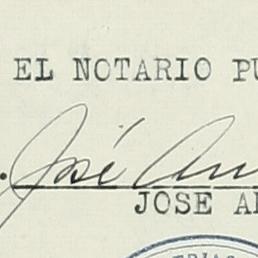 EL NOTARIO PU
José An
JOSE A